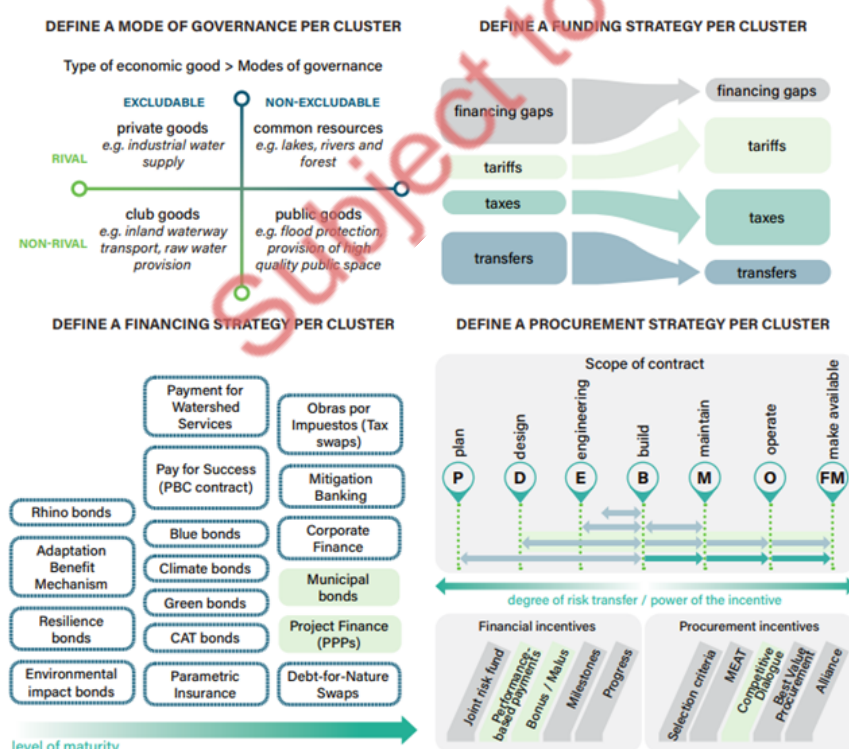 DEFINE A MODE OF GOVERNANCE PER CLUSTER
Type of economic good > Modes of governance
EXCLUDABLE
NON-EXCLUDABLE
RIVAL
private goods
e.g. industrial water
supply
common resources
e.g. lakes, rivers and
forest
NON-RIVAL
club goods
e.g. inland waterway
transport, raw water
provision
public goods
e.g. flood protection,
provision of high
quality public space
DEFINE A FUNDING STRATEGY PER CLUSTER
financing gaps
tariffs
taxes
transfers
financing gaps
tariffs
taxes
transfers
Subject to
DEFINE A FINANCING STRATEGY PER CLUSTER
Rhino bonds
Adaptation
Benefit
Mechanism
Resilience
bonds
Environmental
impact bonds
Payment for
Watershed
Services
Pay for Success
(PBC contract)
Blue bonds
Climate bonds
Green bonds
CAT bonds
Parametric
Insurance
Obras por
Impuestos (Tax
swaps)
Mitigation
Banking
Corporate
Finance
Municipal
bonds
Project Finance
(PPPs)
Debt-for-Nature
Swaps
level of maturity
DEFINE A PROCUREMENT STRATEGY PER CLUSTER
Scope of contract
plan
design
engineering
build
maintain
operate
make available
P
D
E
B
M
O
FM
degree of risk transfer / power of the incentive
Financial incentives
Joint risk fund
Performance-
based payments
Bonus / Malus
Milestones
Progress
Procurement incentives
Selection criteria
MEAT
Competitive
Dialogue
Best Value
Procurement
Alliance